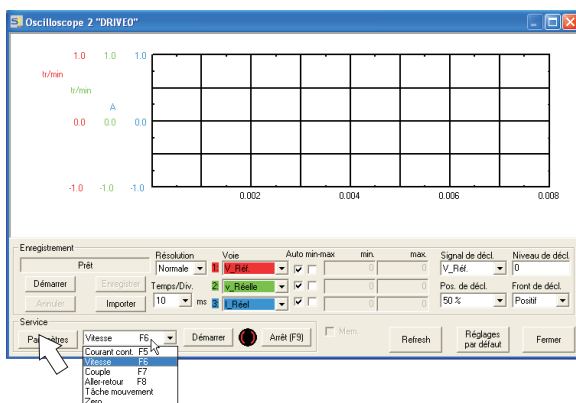 Oscilloscope 2 "DRIVE0"
1.0 1.0 1.0
tr/min
tr/min
A
0.0 0.0 0.0
-1.0 -1.0 -1.0
0.002 0.004 0.006 0.008
Enregistrement
Prêt
Démarrer Enregistrer
Annuler Importer
Résolution
Normale
Temps/Div.
10 ms
Voie Auto min-max min. max.
1: V_Réf. 0 0
2: v_Réelle 0 0
3: I_Réel 0 0
Signal de décl. Niveau de décl.
V_Réf. 0
Pos. de décl. Front de décl.
50 % Positif
Service
Vitesse F6 Démarrer Arrêt (F9) Mem.
Refresh Réglages par défaut Fermer
Courant cont. F5
Vitesse F6
Couple F7
Aller-retour F8
Tâche mouvement
Zero